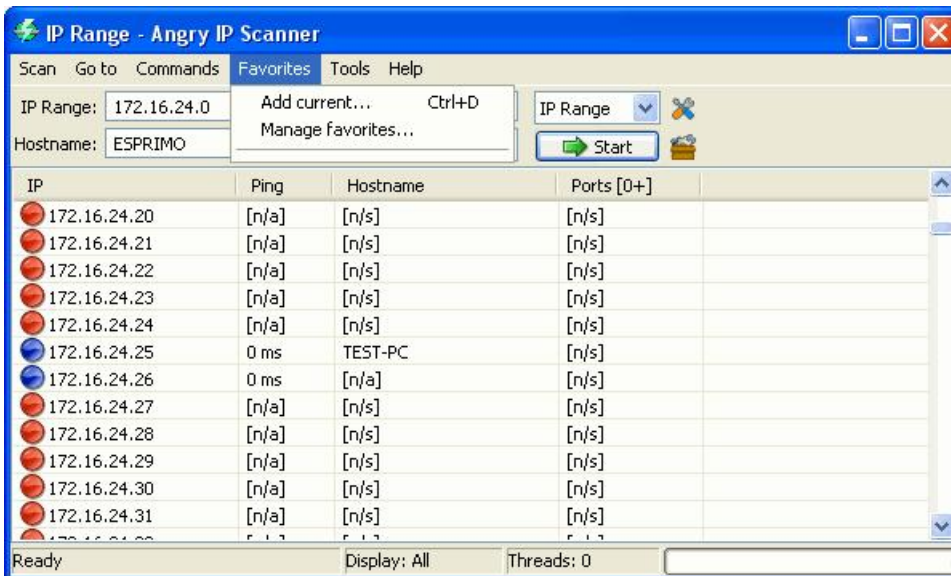 IP Range - Angry IP Scanner
Scan Go to Commands Favorites Tools Help
IP Range: 172.16.24.0 IP Range
Add current... Ctrl+D
Manage favorites...
Hostname: ESPRIMO Start
IP Ping Hostname Ports [0+]
172.16.24.20 [n/a] [n/s] [n/s]
172.16.24.21 [n/a] [n/s] [n/s]
172.16.24.22 [n/a] [n/s] [n/s]
172.16.24.23 [n/a] [n/s] [n/s]
172.16.24.24 [n/a] [n/s] [n/s]
172.16.24.25 0 ms TEST-PC [n/s]
172.16.24.26 0 ms [n/a] [n/s]
172.16.24.27 [n/a] [n/s] [n/s]
172.16.24.28 [n/a] [n/s] [n/s]
172.16.24.29 [n/a] [n/s] [n/s]
172.16.24.30 [n/a] [n/s] [n/s]
172.16.24.31 [n/a] [n/s] [n/s]
Ready Display: All Threads: 0